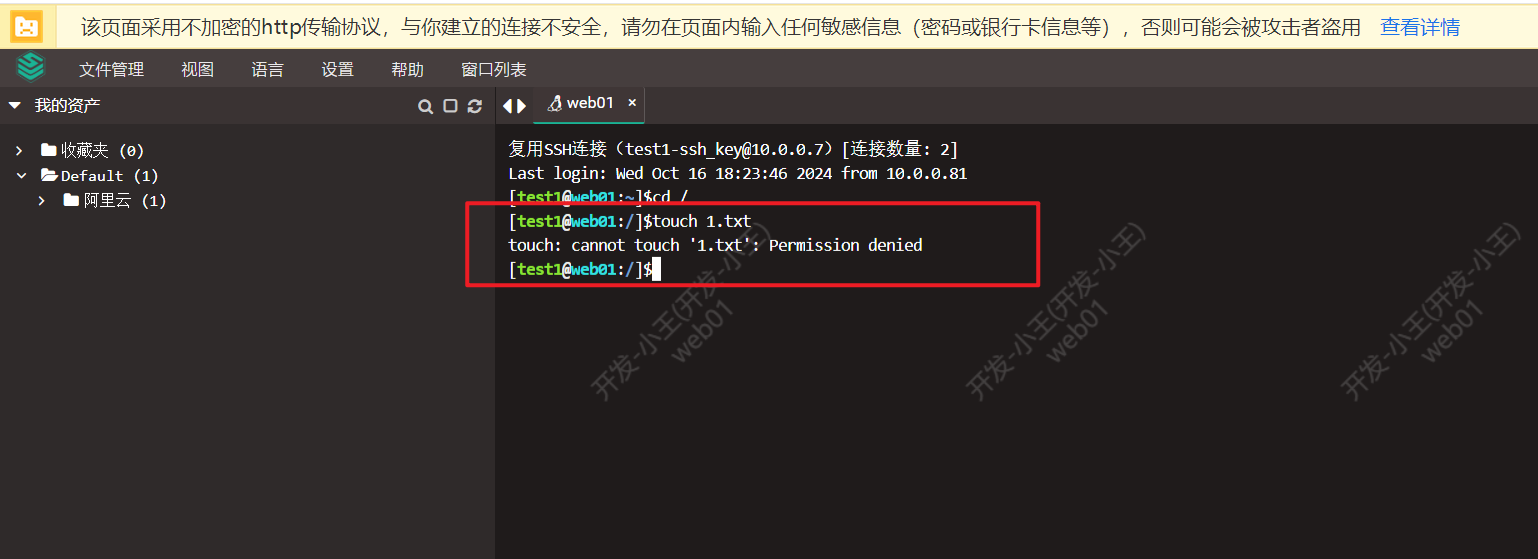 该页面采用不加密的http传输协议，与你建立的连接不安全，请勿在页面内输入任何敏感信息（密码或银行卡信息等），否则可能会被攻击者盗用 查看详情
文件管理 视图 语言 设置 帮助 窗口列表
我的资产
web01 ×
收藏夹 (0)
Default (1)
阿里云 (1)
复用SSH连接（test1-ssh_key@10.0.0.7）[连接数量: 2]
Last login: Wed Oct 16 18:23:46 2024 from 10.0.0.81
[test1@web01:~]$cd /
[test1@web01:/]$touch 1.txt
touch: cannot touch '1.txt': Permission denied
[test1@web01:/]$
开发-小王(开发-小王)
web01
开发-小王(开发-小王)
web01
开发-小王(开发-小王)
web01